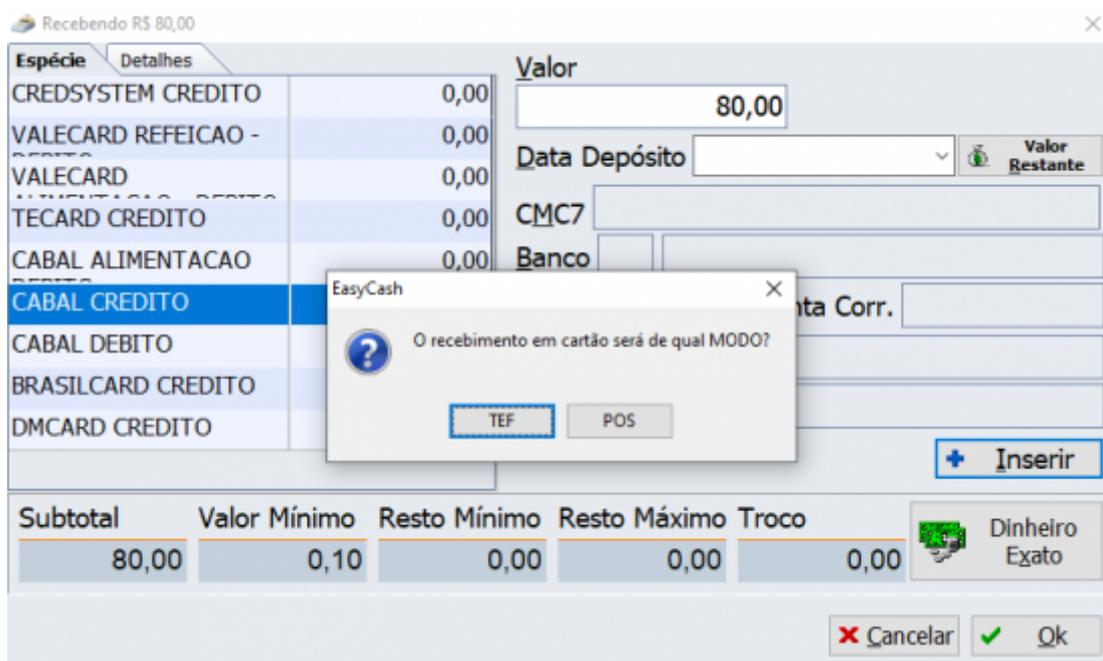 Recebendo R$ 80,00
Espécie Detalhes
CREDSYSTEM CREDITO 0,00
VALECARD REFEICAO - 0,00
VALECARD 0,00
TECARD CREDITO 0,00
CABAL ALIMENTACAO 0,00
CABAL CREDITO
CABAL DEBITO
BRASILCARD CREDITO
DMCARD CREDITO
Valor
80,00
Data Depósito Valor Restante
CMC7
Banco
nta Corr.
EasyCash
O recebimento em cartão será de qual MODO?
TEF POS
Inserir
Subtotal Valor Mínimo Resto Mínimo Resto Máximo Troco
80,00 0,10 0,00 0,00 0,00
Dinheiro
Exato
Cancelar Ok